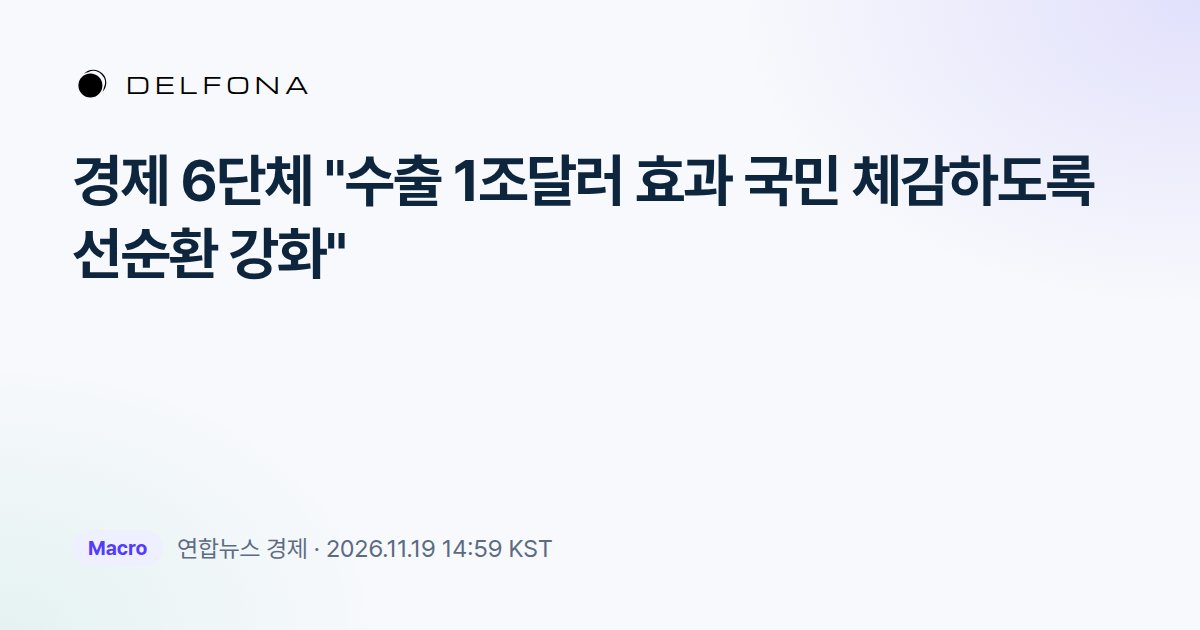 DELFONA
경제 6단체 "수출 1조달러 효과 국민 체감하도록
선순환 강화"
Macro 연합뉴스 경제 · 2026.11.19 14:59 KST